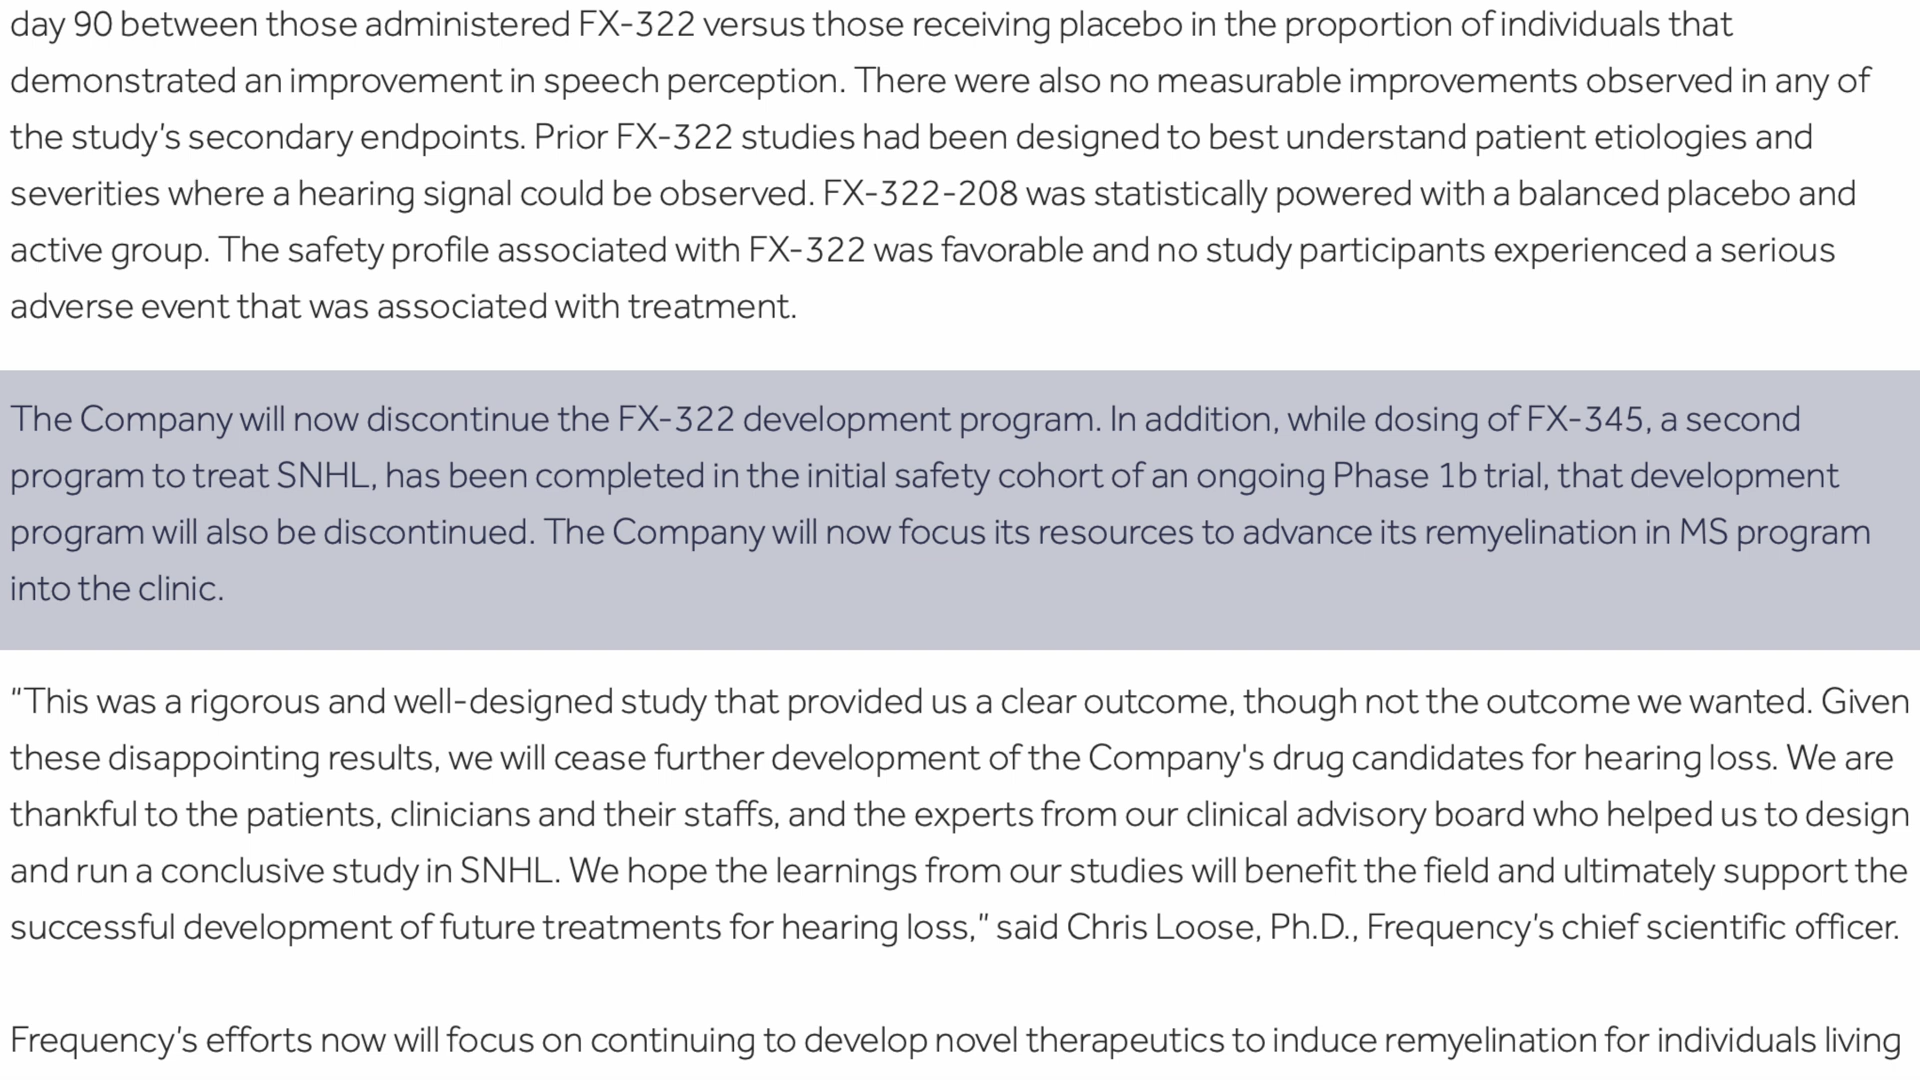 day 90 between those administered FX-322 versus those receiving placebo in the proportion of individuals that
demonstrated an improvement in speech perception. There were also no measurable improvements observed in any of
the study’s secondary endpoints. Prior FX-322 studies had been designed to best understand patient etiologies and
severities where a hearing signal could be observed. FX-322-208 was statistically powered with a balanced placebo and
active group. The safety profile associated with FX-322 was favorable and no study participants experienced a serious
adverse event that was associated with treatment.
The Company will now discontinue the FX-322 development program. In addition, while dosing of FX-345, a second
program to treat SNHL, has been completed in the initial safety cohort of an ongoing Phase 1b trial, that development
program will also be discontinued. The Company will now focus its resources to advance its remyelination in MS program
into the clinic.
“This was a rigorous and well-designed study that provided us a clear outcome, though not the outcome we wanted. Given
these disappointing results, we will cease further development of the Company's drug candidates for hearing loss. We are
thankful to the patients, clinicians and their staffs, and the experts from our clinical advisory board who helped us to design
and run a conclusive study in SNHL. We hope the learnings from our studies will benefit the field and ultimately support the
successful development of future treatments for hearing loss,” said Chris Loose, Ph.D., Frequency’s chief scientific officer.
Frequency’s efforts now will focus on continuing to develop novel therapeutics to induce remyelination for individuals living